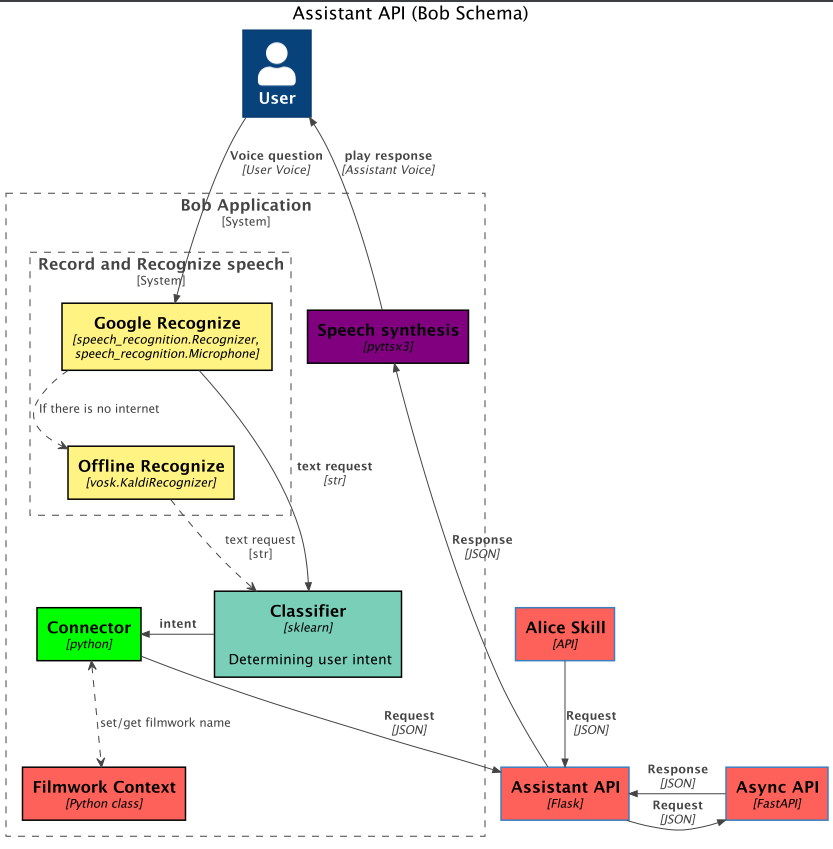 Assistant API (Bob Schema)
User
Voice question
[User Voice]
play response
[Assistant Voice]
Bob Application
[System]
Record and Recognize speech
[System]
Google Recognize
[speech_recognition.Recognizer,
speech_recognition.Microphone]
Speech synthesis
[pyttsx3]
If there is no internet
Offline Recognize
[vosk.KaldiRecognizer]
text request
[str]
text request
[str]
Response
[JSON]
Classifier
[sklearn]
Determining user intent
intent
Connector
[python]
Alice Skill
[API]
set/get filmwork name
Request
[JSON]
Request
[JSON]
Filmwork Context
[Python class]
Assistant API
[Flask]
Response
[JSON]
Request
[JSON]
Async API
[FastAPI]